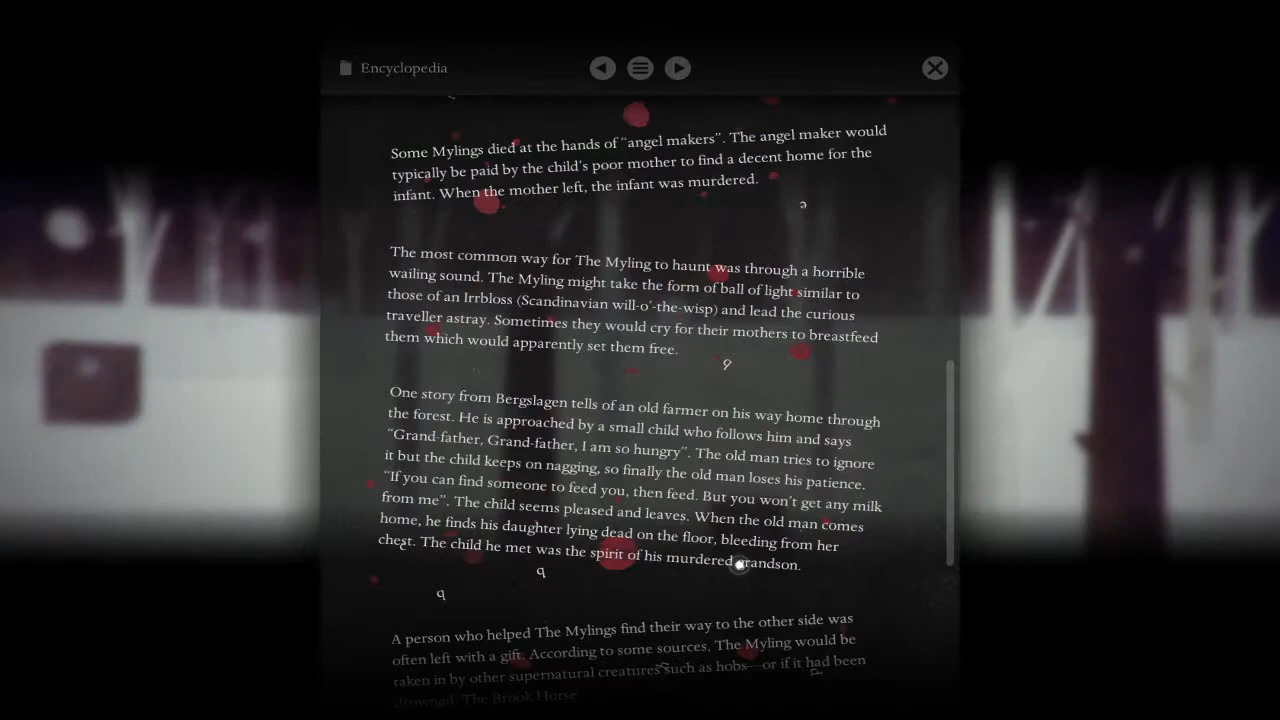 Encyclopedia
Some Mylings died at the hands of “angel makers”. The angel maker would
typically be paid by the child’s poor mother to find a decent home for the
infant. When the mother left, the infant was murdered.
The most common way for The Myling to haunt was through a horrible
wailing sound. The Myling might take the form of ball of light similar to
those of an Irrbloss (Scandinavian will-o’-the-wisp) and lead the curious
traveller astray. Sometimes they would cry for their mothers to breastfeed
them which would apparently set them free.
One story from Bergslagen tells of an old farmer on his way home through
the forest. He is approached by a small child who follows him and says
“Grand-father, Grand-father, I am so hungry”. The old man tries to ignore
it but the child keeps on nagging, so finally the old man loses his patience.
“If you can find someone to feed you, then feed. But you won’t get any milk
from me”. The child seems pleased and leaves. When the old man comes
home, he finds his daughter lying dead on the floor, bleeding from her
chest. The child he met was the spirit of his murdered grandson.
q
q
A person who helped The Mylings find their way to the other side was
often left with a gift. According to some sources, The Myling would be
taken in by other supernatural creatures such as hobs—or if it had been
drowned: The Brook Horse